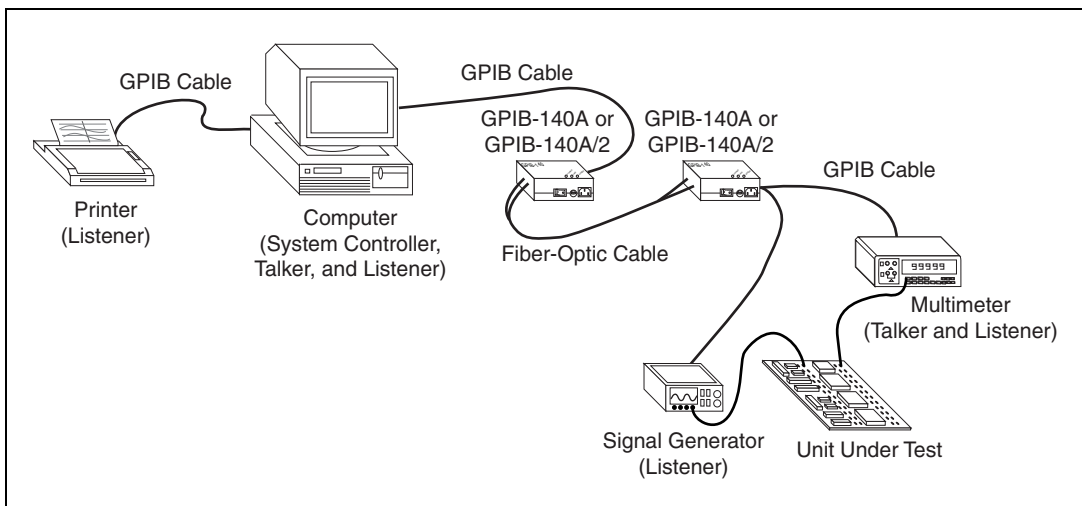 GPIB Cable
GPIB Cable
GPIB-140A or
GPIB-140A/2
GPIB-140A or
GPIB-140A/2
GPIB Cable
Printer
(Listener)
Computer
(System Controller,
Talker, and Listener)
Fiber-Optic Cable
99999
Multimeter
(Talker and Listener)
Signal Generator
(Listener)
Unit Under Test